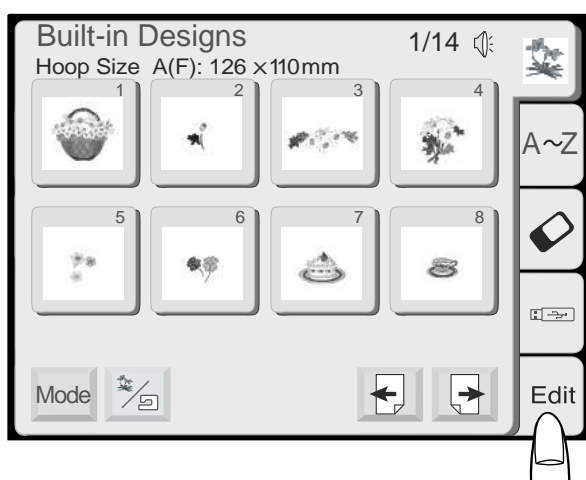 Built-in Designs 1/14
Hoop Size A(F): 126 ×110mm
1 2 3 4
A~Z
5 6 7 8
Mode
Edit